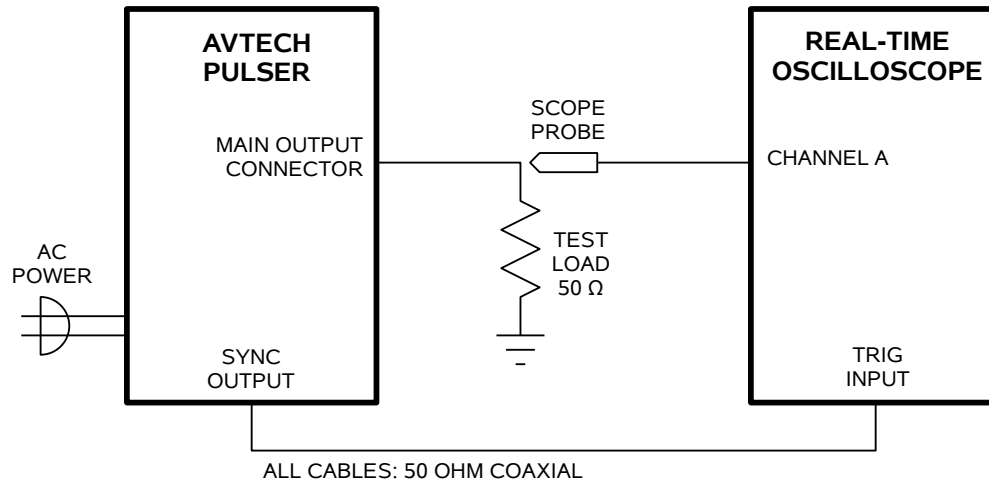 AVTECH
PULSER
REAL-TIME
OSCILLOSCOPE
SCOPE
PROBE
MAIN OUTPUT
CONNECTOR
CHANNEL A
TEST
LOAD
50 Ω
AC
POWER
SYNC
OUTPUT
TRIG
INPUT
ALL CABLES: 50 OHM COAXIAL